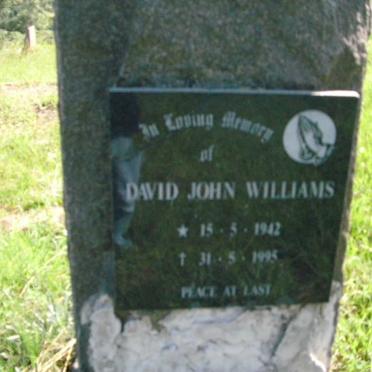 In Loving Memory
of
DAVID JOHN WILLIAMS
★ 15 · 5 · 1942
† 31 · 5 · 1995
PEACE AT LAST